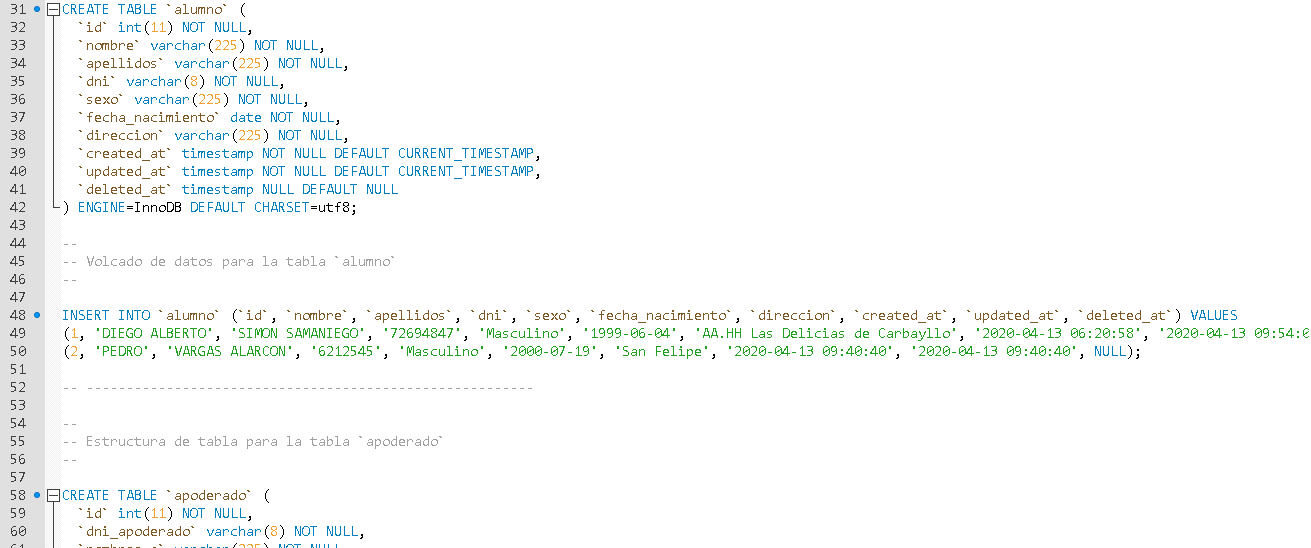 31 CREATE TABLE `alumno` (
32 `id` int(11) NOT NULL,
33 `nombre` varchar(225) NOT NULL,
34 `apellidos` varchar(225) NOT NULL,
35 `dni` varchar(8) NOT NULL,
36 `sexo` varchar(225) NOT NULL,
37 `fecha_nacimiento` date NOT NULL,
38 `direccion` varchar(225) NOT NULL,
39 `created_at` timestamp NOT NULL DEFAULT CURRENT_TIMESTAMP,
40 `updated_at` timestamp NOT NULL DEFAULT CURRENT_TIMESTAMP,
41 `deleted_at` timestamp NULL DEFAULT NULL
42 ) ENGINE=InnoDB DEFAULT CHARSET=utf8;
43
44 --
45 -- Volcado de datos para la tabla `alumno`
46 --
47
48 INSERT INTO `alumno` (`id`, `nombre`, `apellidos`, `dni`, `sexo`, `fecha_nacimiento`, `direccion`, `created_at`, `updated_at`, `deleted_at`) VALUES
49 (1, 'DIEGO ALBERTO', 'SIMON SAMANIEGO', '72694847', 'Masculino', '1999-06-04', 'AA.HH Las Delicias de Carbayllo', '2020-04-13 06:20:58', '2020-04-13 09:54:0
50 (2, 'PEDRO', 'VARGAS ALARCON', '6212545', 'Masculino', '2000-07-19', 'San Felipe', '2020-04-13 09:40:40', '2020-04-13 09:40:40', NULL);
51
52 -- --------------------------------------------------------
53
54 --
55 -- Estructura de tabla para la tabla `apoderado`
56 --
57
58 CREATE TABLE `apoderado` (
59 `id` int(11) NOT NULL,
60 `dni_apoderado` varchar(8) NOT NULL,